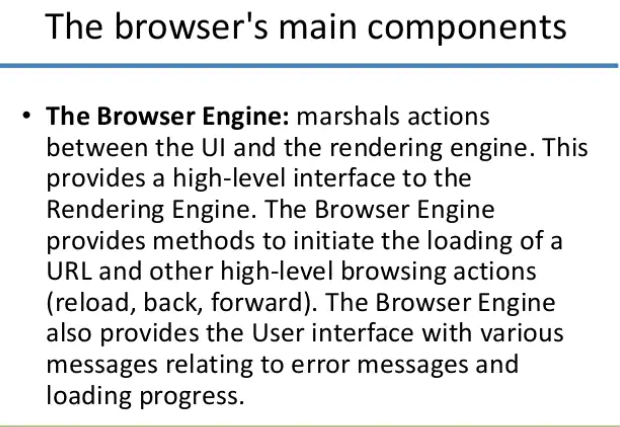 The browser's main components
• The Browser Engine: marshals actions
between the UI and the rendering engine. This
provides a high-level interface to the
Rendering Engine. The Browser Engine
provides methods to initiate the loading of a
URL and other high-level browsing actions
(reload, back, forward). The Browser Engine
also provides the User interface with various
messages relating to error messages and
loading progress.